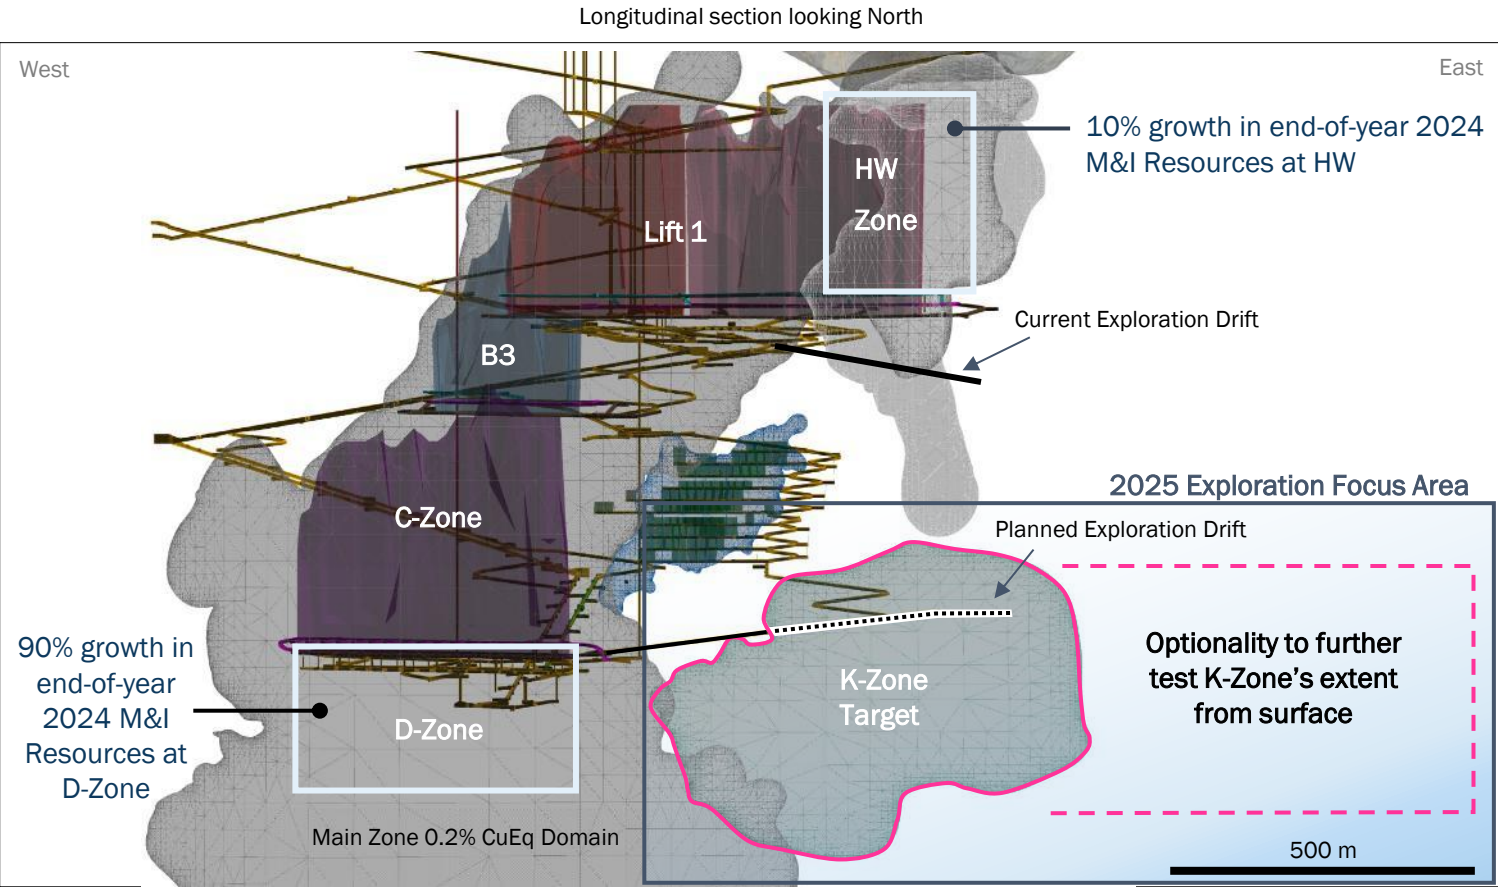 Longitudinal section looking North
West
East
10% growth in end-of-year 2024
M&I Resources at HW
HW
Zone
Lift 1
Current Exploration Drift
B3
2025 Exploration Focus Area
C-Zone
Planned Exploration Drift
90% growth in
end-of-year
2024 M&I
Resources at
D-Zone
Optionality to further
test K-Zone’s extent
from surface
K-Zone
Target
D-Zone
Main Zone 0.2% CuEq Domain
500 m